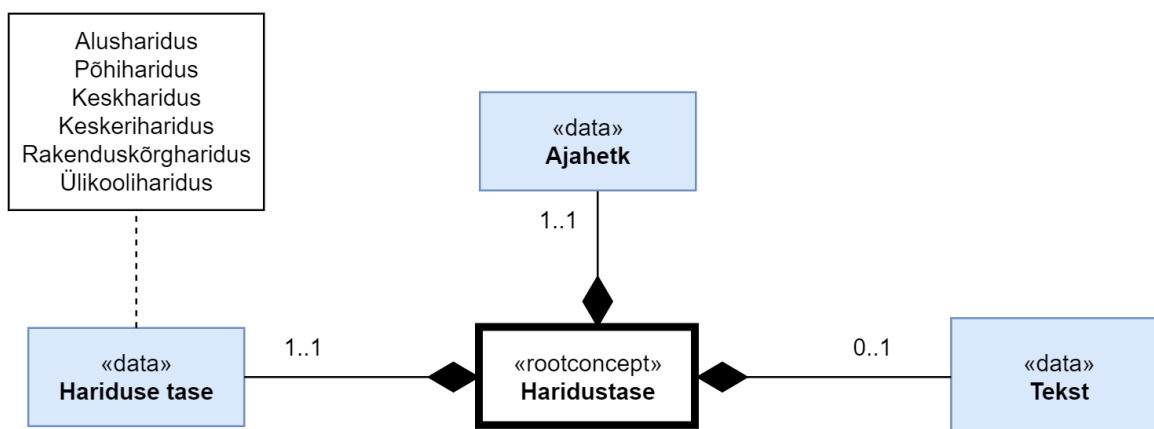 Alusharidus
Põhiharidus
Keskharidus
Keskeriharidus
Rakenduskõrgharidus
Ülikooliharidus
«data»
Ajahetk
1..1
«data»
Hariduse tase
1..1
«rootconcept»
Haridustase
0..1
«data»
Tekst